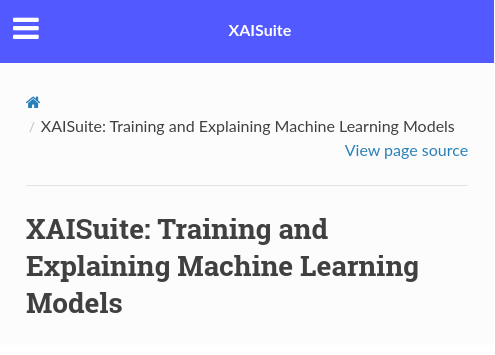 XAISuite
/ XAISuite: Training and Explaining Machine Learning Models
View page source
XAISuite: Training and
Explaining Machine Learning
Models